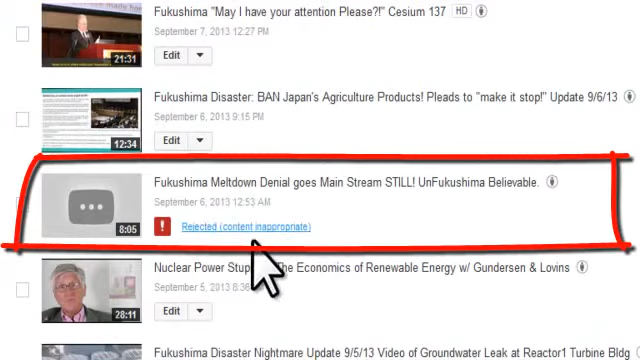 Fukushima "May I have your attention Please?!" Cesium 137 HD
September 7, 2013 12:27 PM
21:31
Edit
Fukushima Disaster: BAN Japan's Agriculture Products! Pleads to "make it stop!" Update 9/6/13
September 6, 2013 9:15 PM
12:34
Edit
Fukushima Meltdown Denial goes Main Stream STILL! UnFukushima Believable.
September 6, 2013 12:53 AM
8:05
Rejected (content inappropriate)
Nuclear Power The Economics of Renewable Energy w/ Gundersen & Lovins
September 5, 2013 8:36
28:11
Edit
Fukushima Disaster Nightmare Update 9/5/13 Video of Groundwater Leak at Reactor1 Turbine Bldg